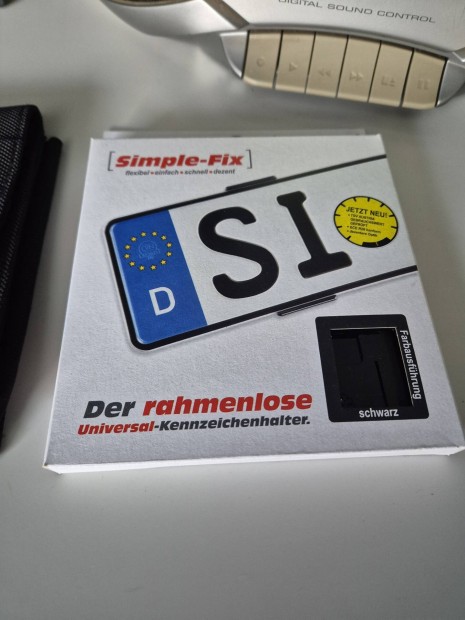 DIGITAL SOUND CONTROL
[Simple-Fix]
flexibel • einfach • schnell • dezent
SI
D
JETZT NEU!
Der rahmenlose
Universal-Kennzeichenhalter.
Farbausführung
schwarz